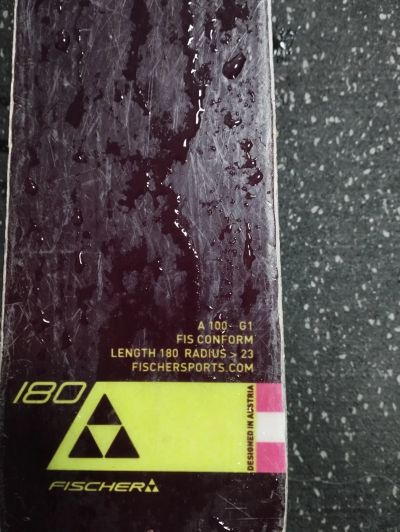 A 100 - G1
FIS CONFORM
LENGTH 180 RADIUS > 23
FISCHERSPORTS.COM
180
DESIGNED IN AUSTRIA
FISCHER